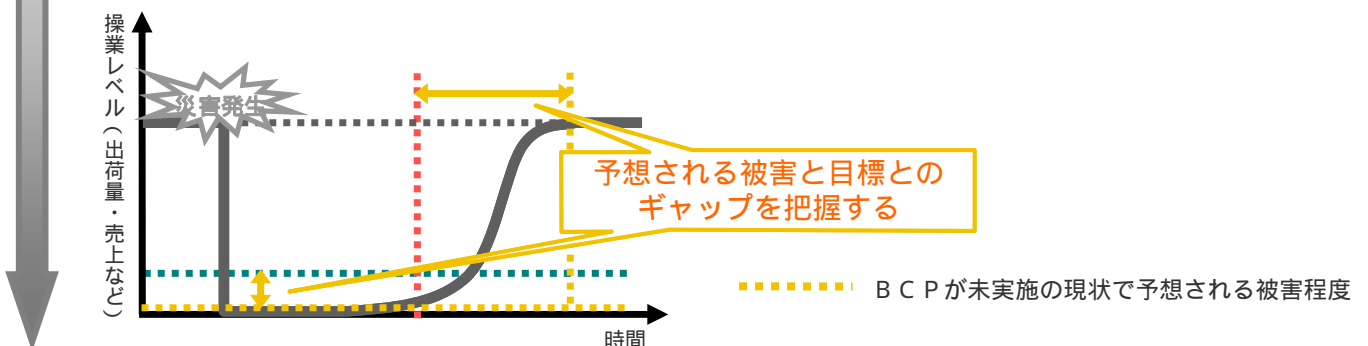 操業レベル（出荷量・売上など）
災害発生
予想される被害と目標との
ギャップを把握する
ＢＣＰが未実施の現状で予想される被害程度
時間